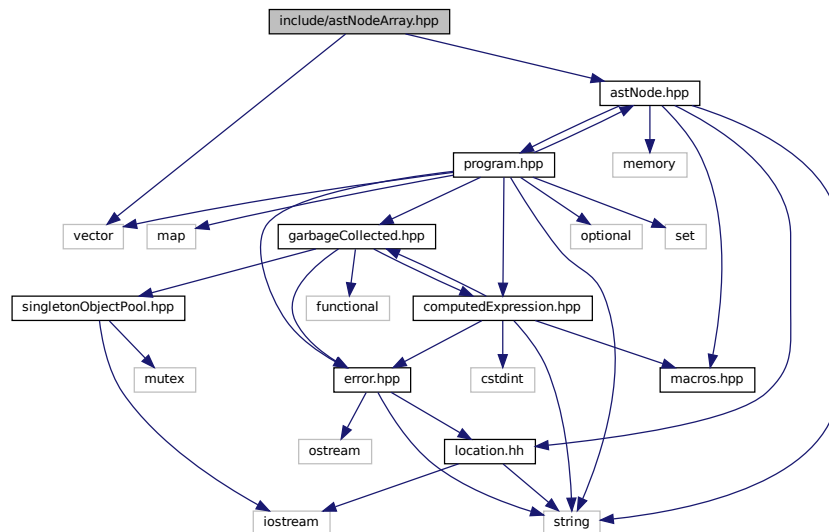 include/astNodeArray.hpp
astNode.hpp
program.hpp
memory
vector
map
garbageCollected.hpp
optional
set
singletonObjectPool.hpp
functional
computedExpression.hpp
mutex
error.hpp
cstdint
macros.hpp
ostream
location.hh
iostream
string